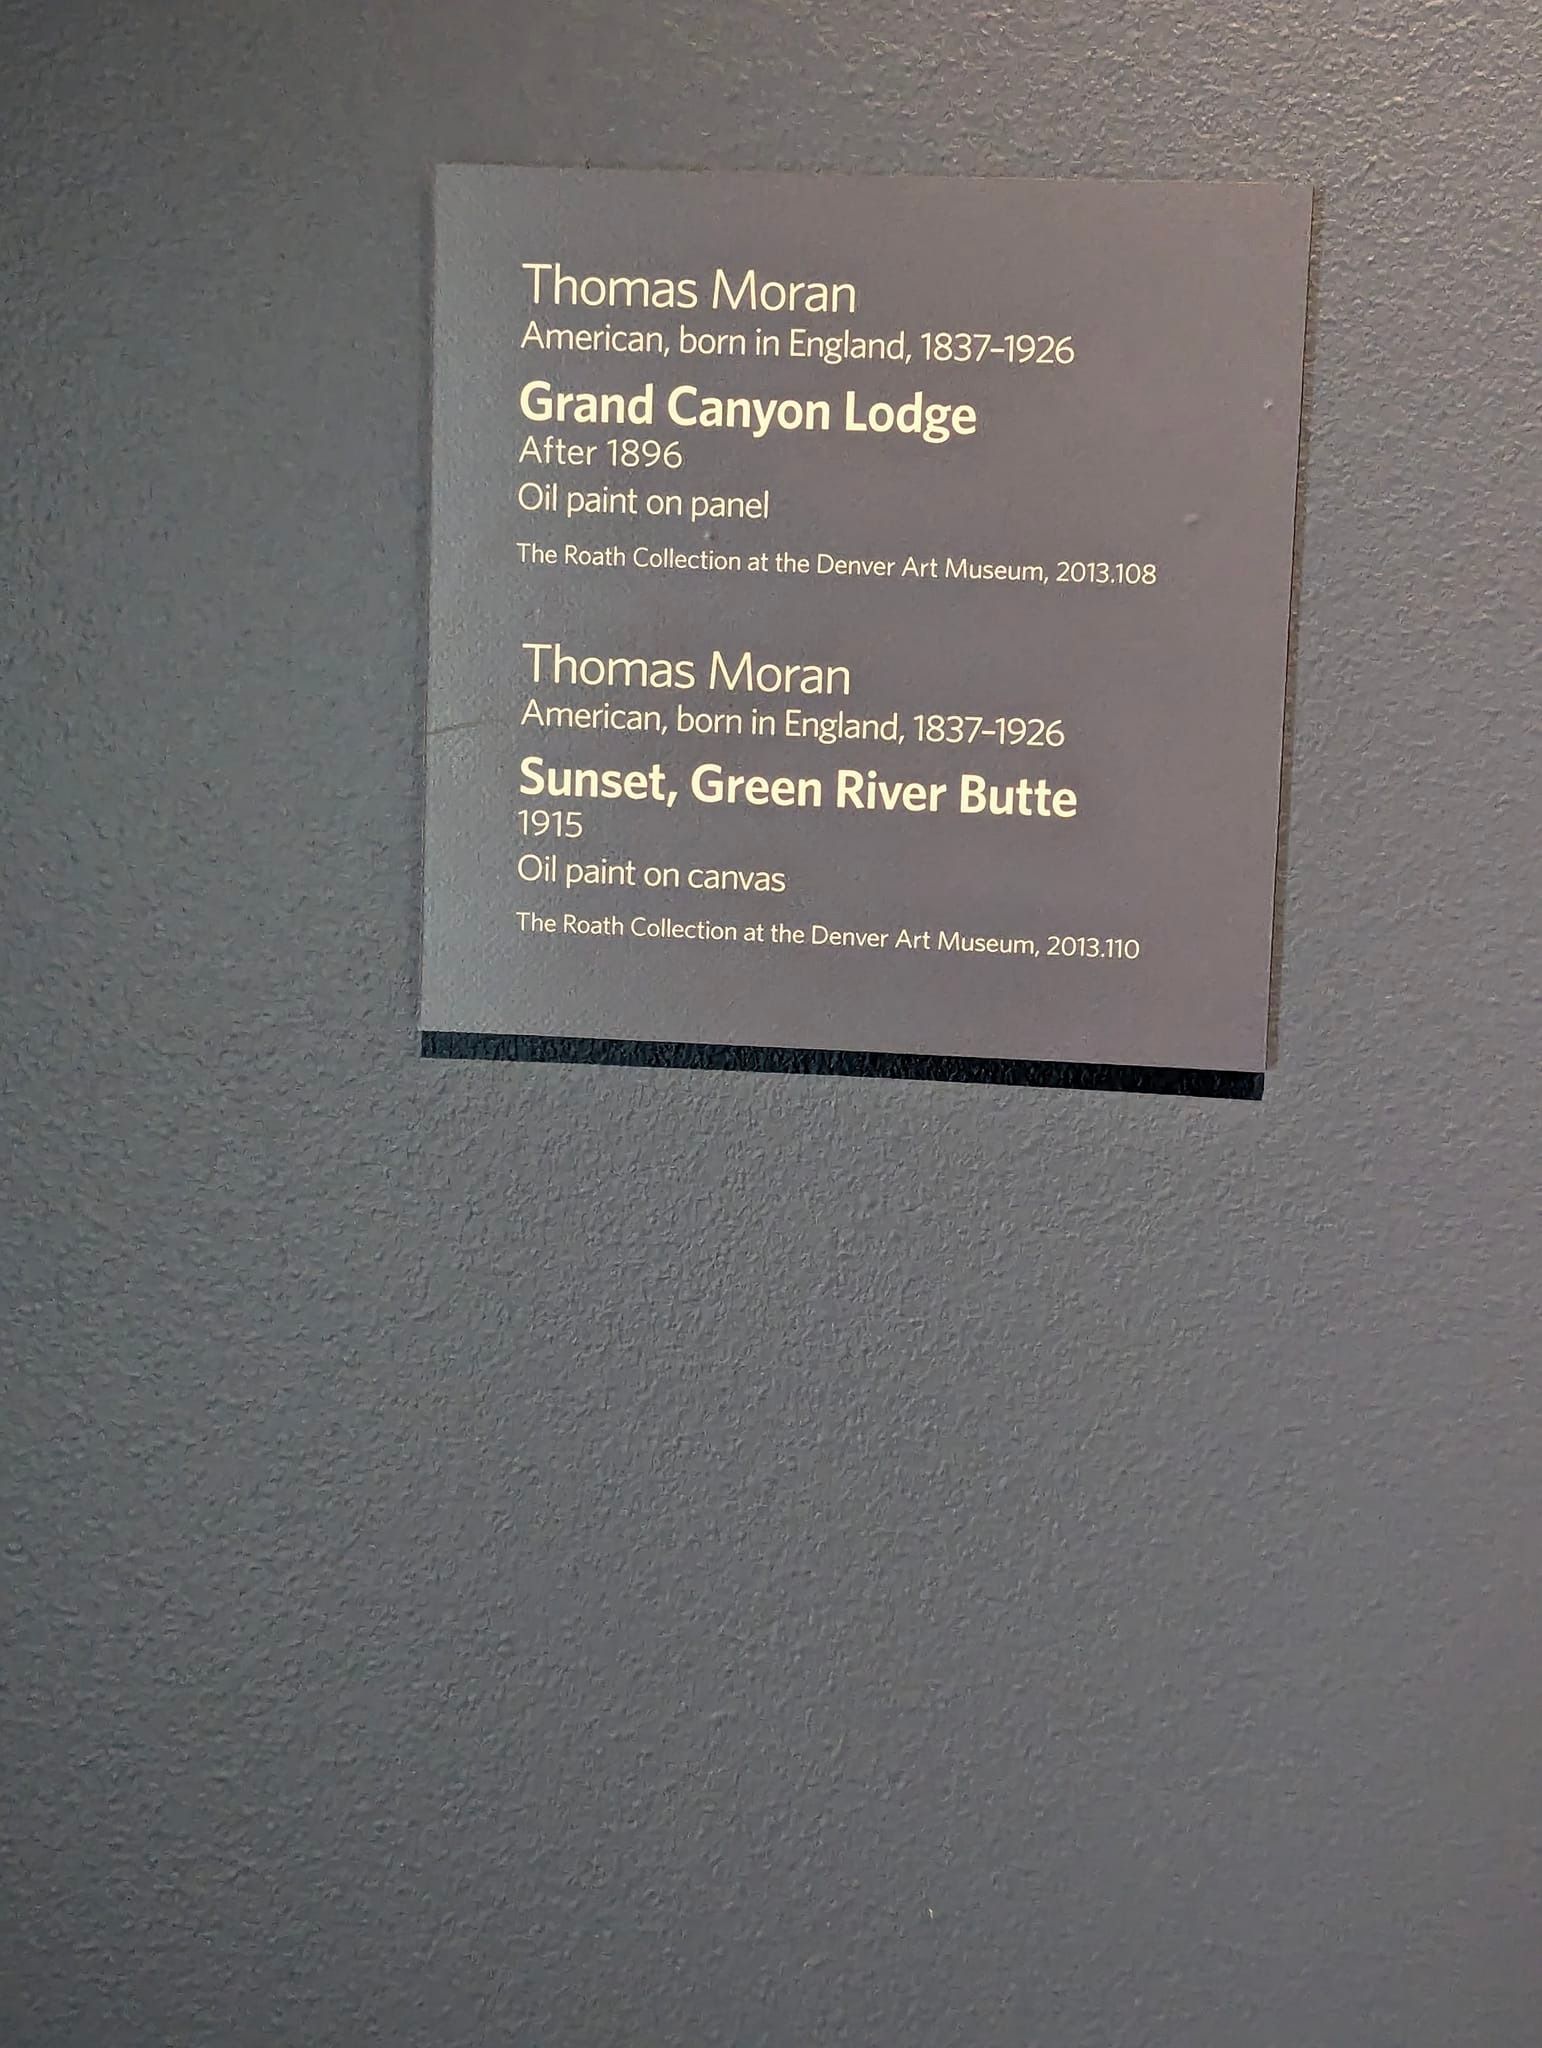 Thomas Moran
American, born in England, 1837–1926
Grand Canyon Lodge
After 1896
Oil paint on panel
The Roath Collection at the Denver Art Museum, 2013.108
Thomas Moran
American, born in England, 1837–1926
Sunset, Green River Butte
1915
Oil paint on canvas
The Roath Collection at the Denver Art Museum, 2013.110